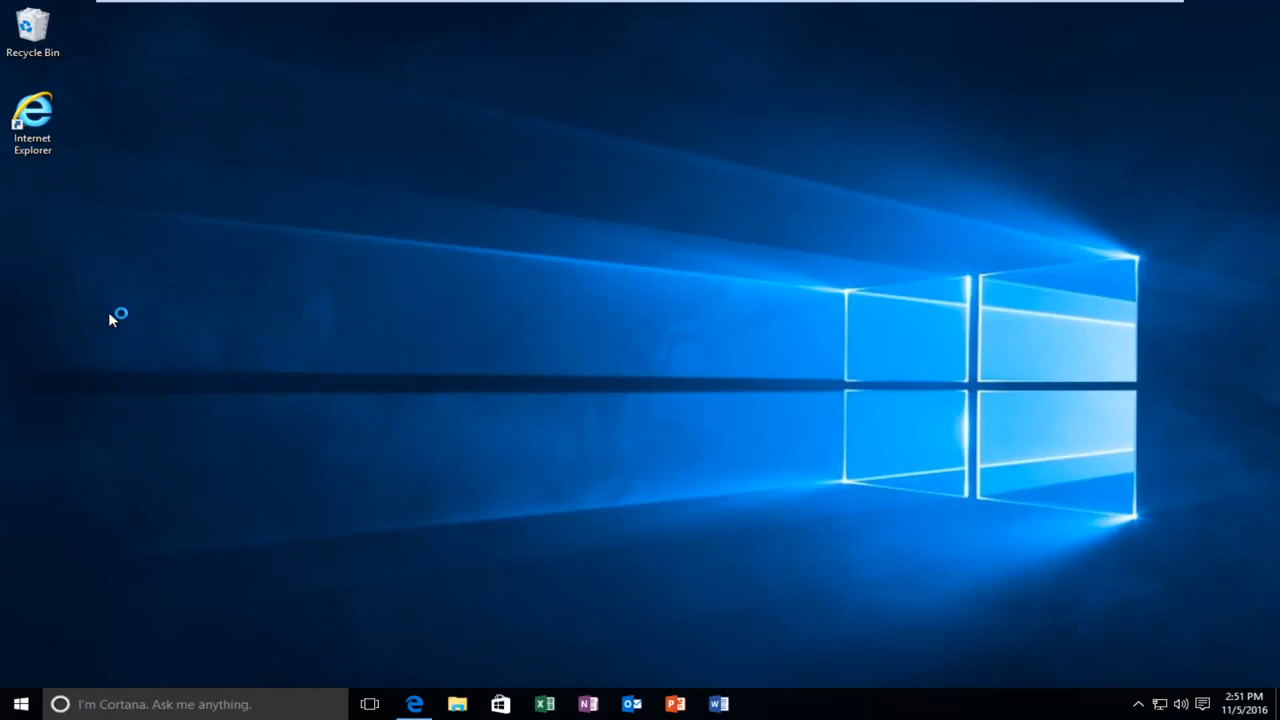 Recycle Bin
Internet
Explorer
I'm Cortana. Ask me anything.
2:51 PM
11/5/2016